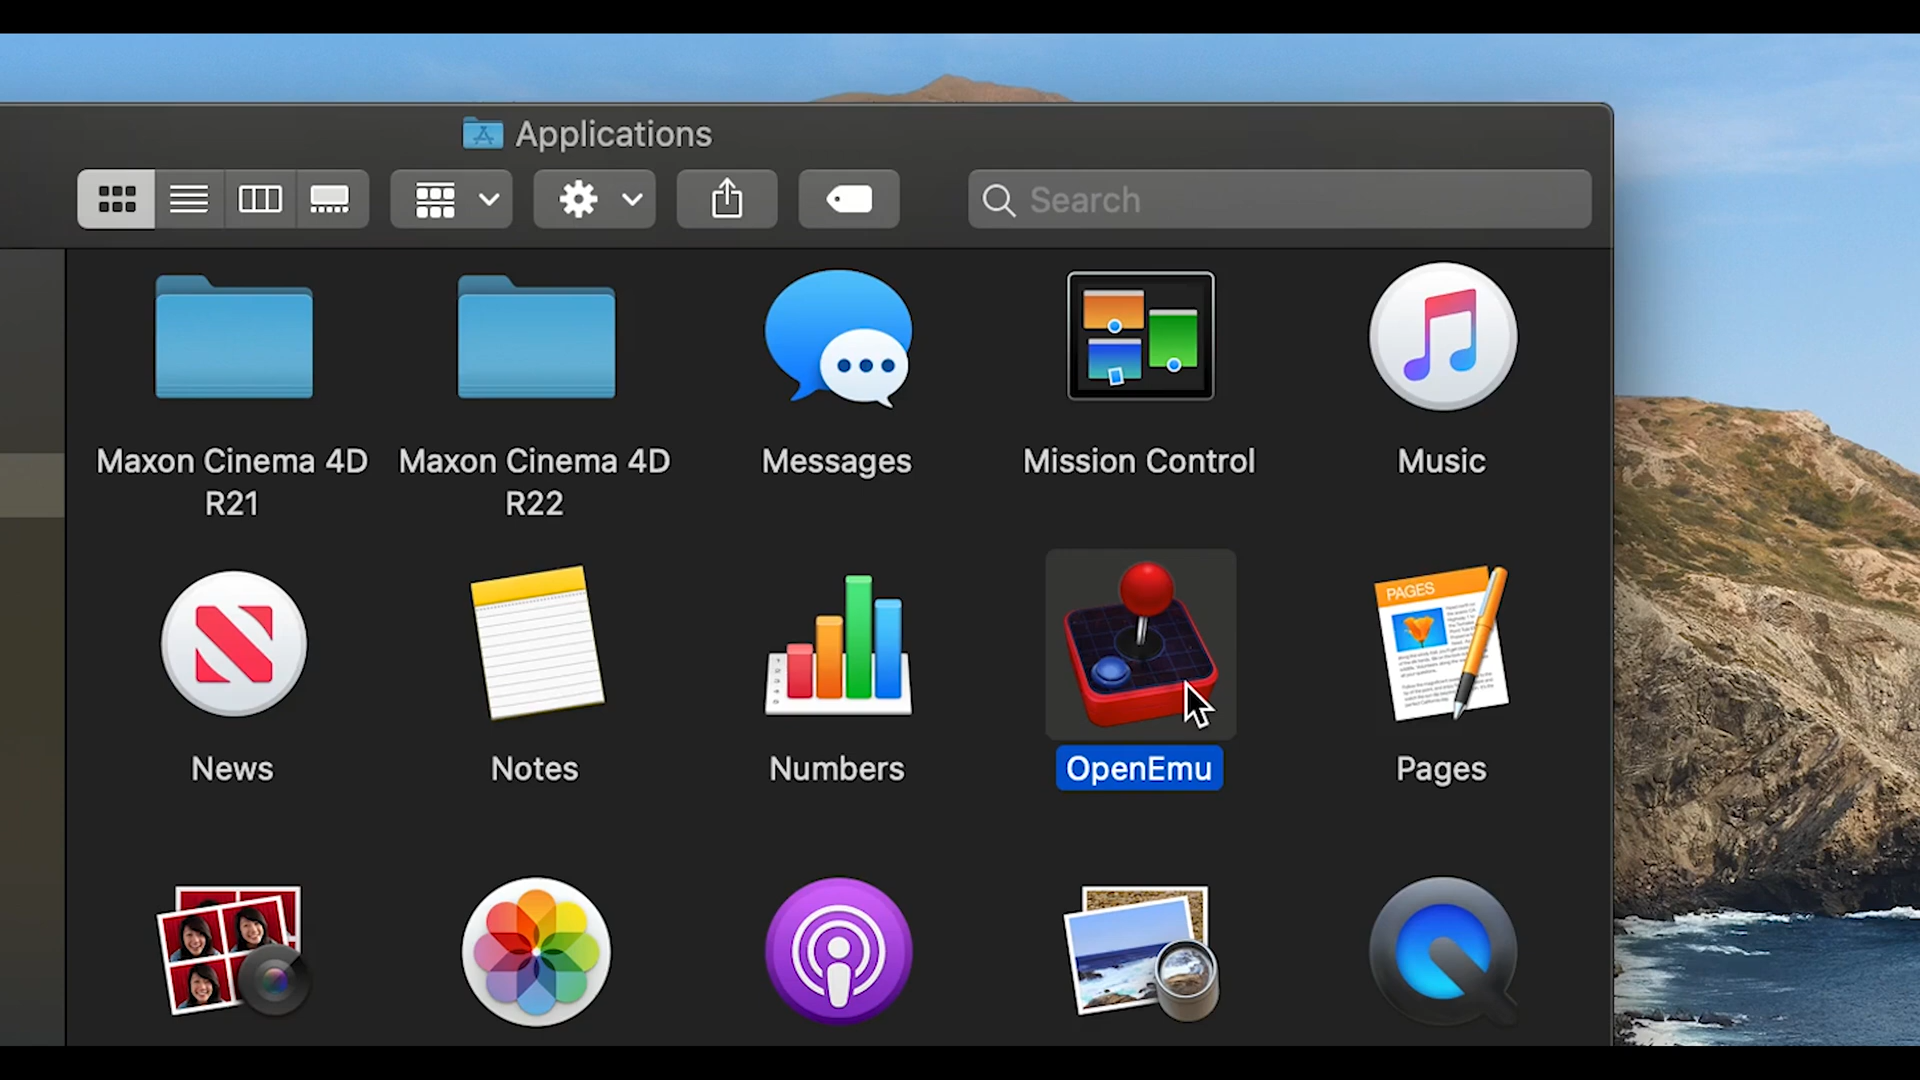 Applications
Search
Maxon Cinema 4D Maxon Cinema 4D Messages Mission Control Music
R21 R22
PAGES
News Notes Numbers OpenEmu Pages